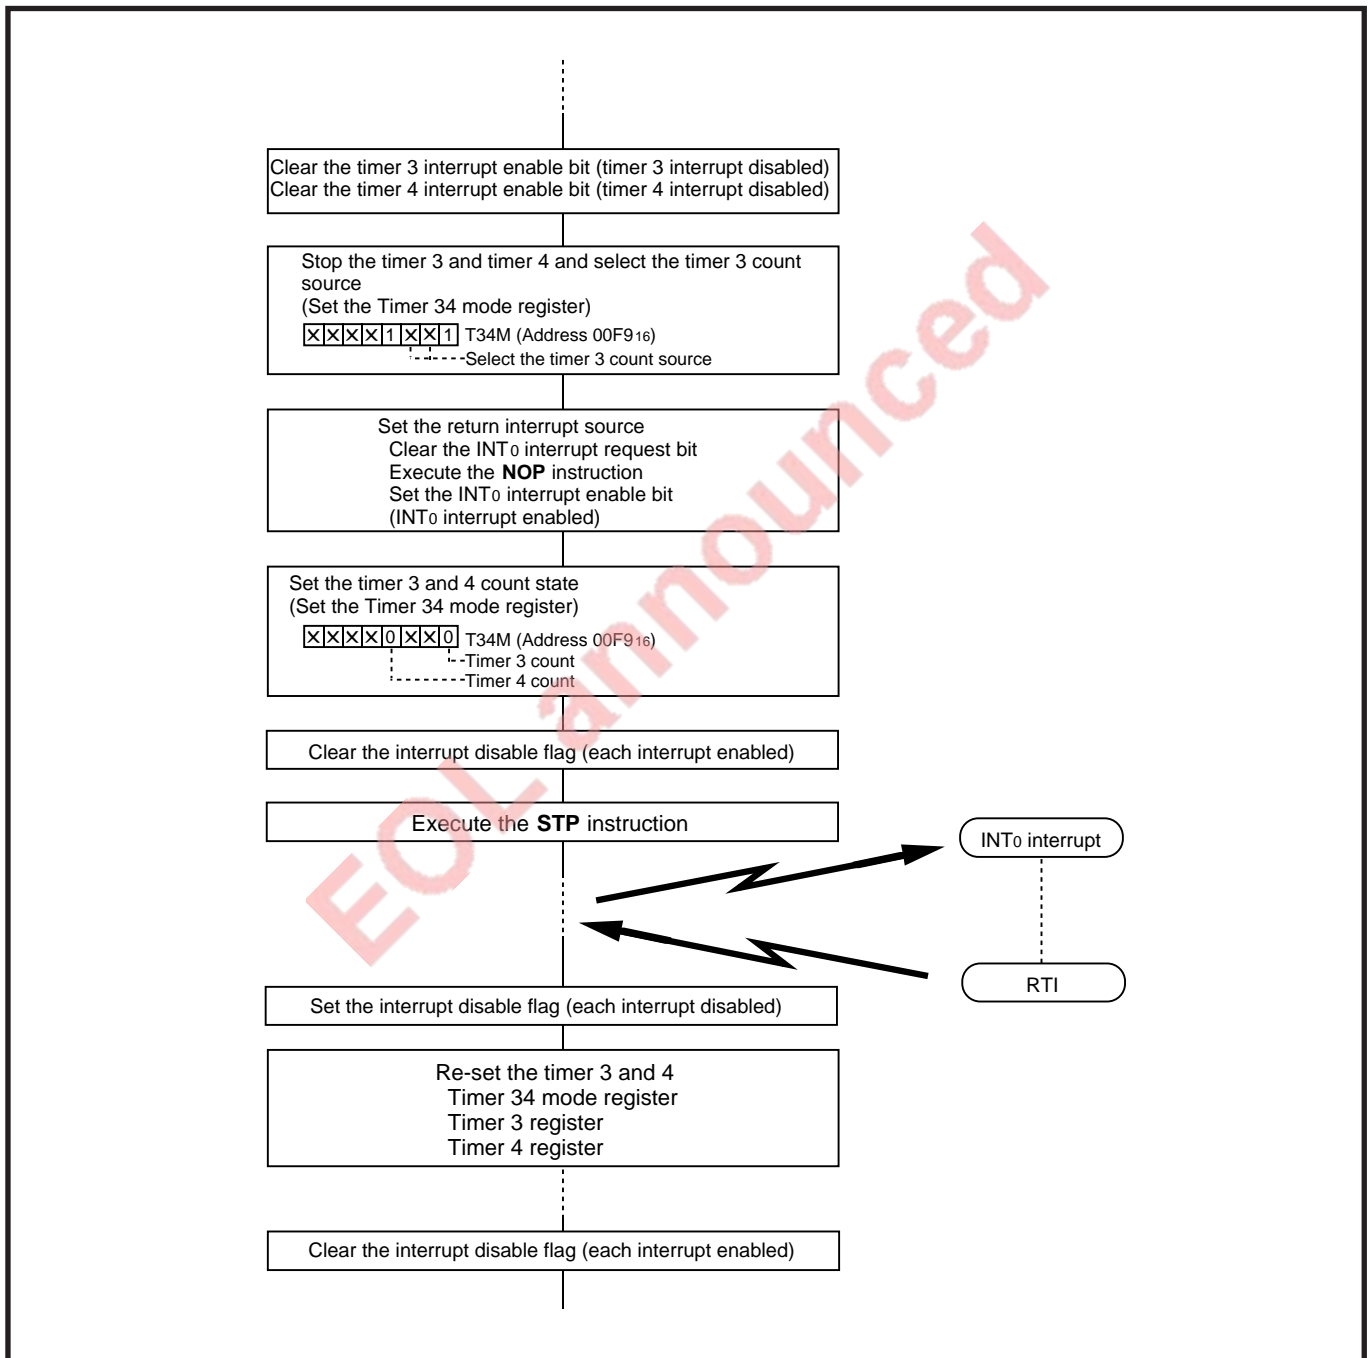 Clear the timer 3 interrupt enable bit (timer 3 interrupt disabled)
Clear the timer 4 interrupt enable bit (timer 4 interrupt disabled)
Stop the timer 3 and timer 4 and select the timer 3 count
source
(Set the Timer 34 mode register)
XXXX1XX1 T34M (Address 00F916)
Select the timer 3 count source
Set the return interrupt source
Clear the INT0 interrupt request bit
Execute the NOP instruction
Set the INT0 interrupt enable bit
(INT0 interrupt enabled)
Set the timer 3 and 4 count state
(Set the Timer 34 mode register)
XXXX0XX0 T34M (Address 00F916)
Timer 3 count
Timer 4 count
Clear the interrupt disable flag (each interrupt enabled)
Execute the STP instruction
INT0 interrupt
RTI
Set the interrupt disable flag (each interrupt disabled)
Re-set the timer 3 and 4
Timer 34 mode register
Timer 3 register
Timer 4 register
Clear the interrupt disable flag (each interrupt enabled)
EOL announced